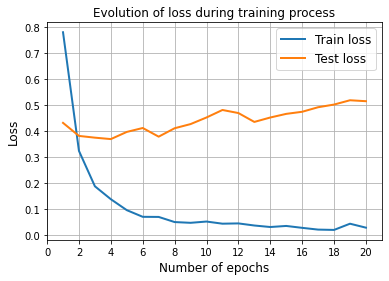 Evolution of loss during training process
Train loss
Test loss
0.8
0.7
0.6
0.5
0.4
0.3
0.2
0.1
0.0
Loss
0 2 4 6 8 10 12 14 16 18 20
Number of epochs